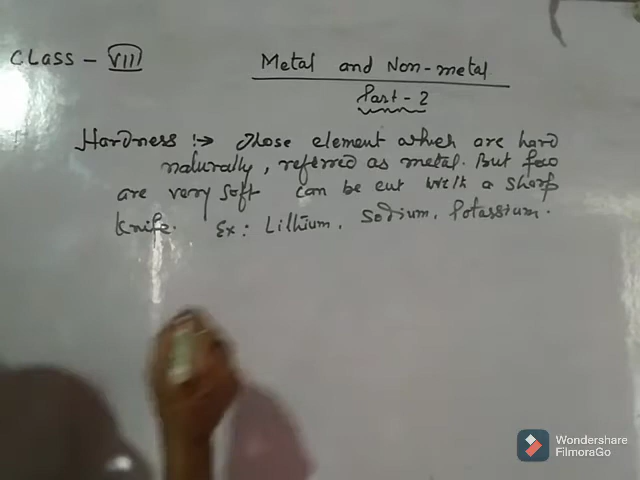 Class - VIII
Metal and Non-metal
Part - 2
Hardness :→ Those element which are hard
naturally, referred as metal. But few
are very soft can be cut with a sharp
knife. Ex: Lithium, Sodium, Potassium.
Wondershare
FilmoraGo